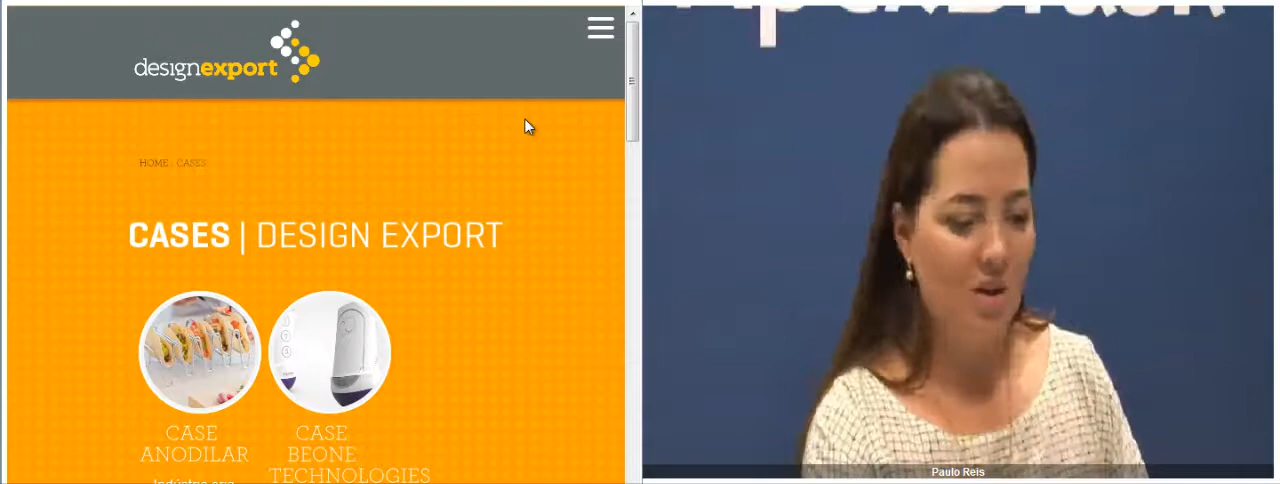 designexport
HOME | CASES
CASES | DESIGN EXPORT
CASE
ANODILAR
CASE
BEONE
TECHNOLOGIES
Paulo Reis